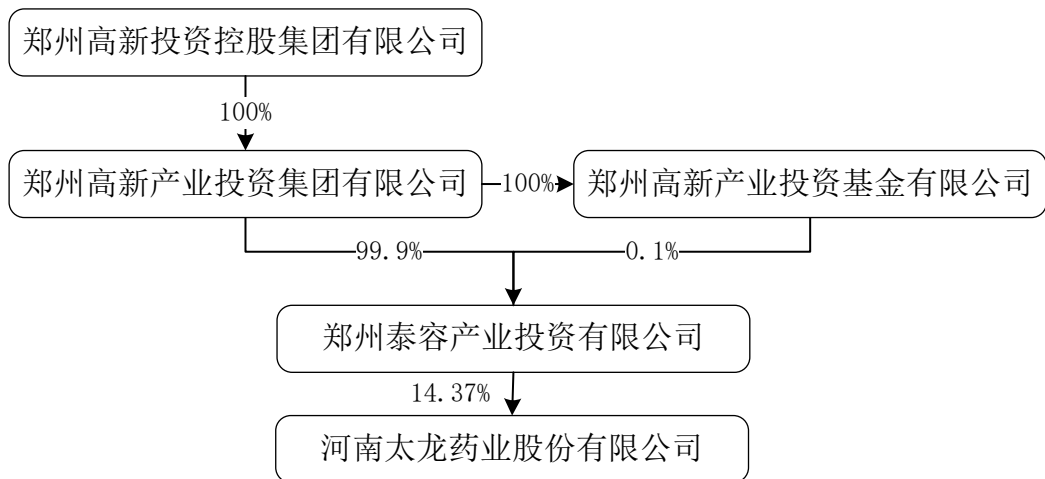 郑州高新投资控股集团有限公司
100%
郑州高新产业投资集团有限公司
100%
郑州高新产业投资基金有限公司
99.9%
0.1%
郑州泰容产业投资有限公司
14.37%
河南太龙药业股份有限公司